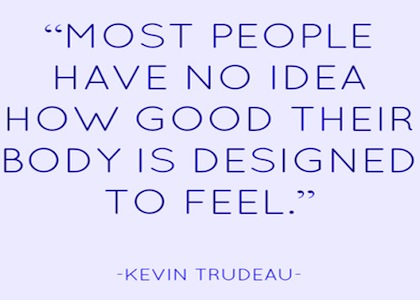 “MOST PEOPLE
HAVE NO IDEA
HOW GOOD THEIR
BODY IS DESIGNED
TO FEEL.”
-KEVIN TRUDEAU-